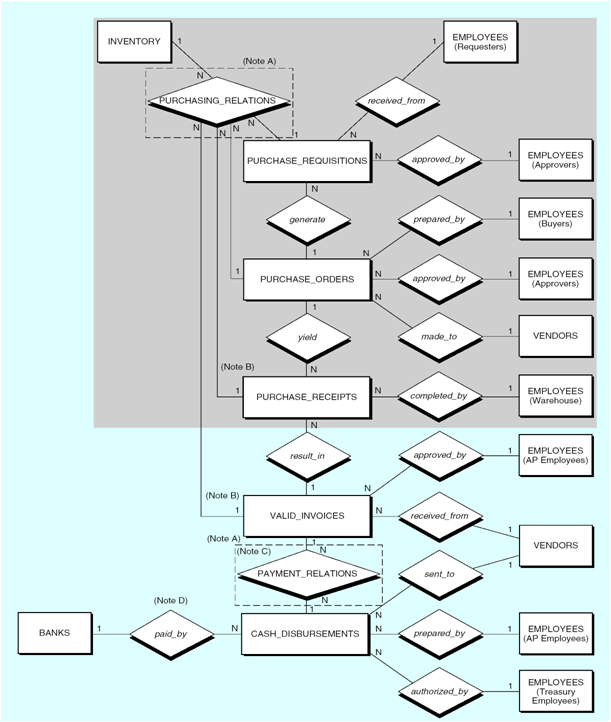 INVENTORY
1
N
(Note A)
PURCHASING_RELATIONS
N
N
N
N
1
EMPLOYEES
(Requesters)
1
received_from
N
PURCHASE_REQUISITIONS
N
approved_by
1
EMPLOYEES
(Approvers)
N
generate
1
N
prepared_by
1
EMPLOYEES
(Buyers)
1
PURCHASE_ORDERS
N
approved_by
1
EMPLOYEES
(Approvers)
N
made_to
1
VENDORS
1
yield
N
(Note B)
1
PURCHASE_RECEIPTS
N
completed_by
1
EMPLOYEES
(Warehouse)
N
result_in
1
N
approved_by
1
EMPLOYEES
(AP Employees)
(Note B)
1
VALID_INVOICES
N
received_from
1
VENDORS
(Note A)
(Note C)
1
N
PAYMENT_RELATIONS
N
1
sent_to
1
N
(Note D)
BANKS
1
paid_by
N
CASH_DISBURSEMENTS
N
prepared_by
1
EMPLOYEES
(AP Employees)
N
authorized_by
1
EMPLOYEES
(Treasury
Employees)